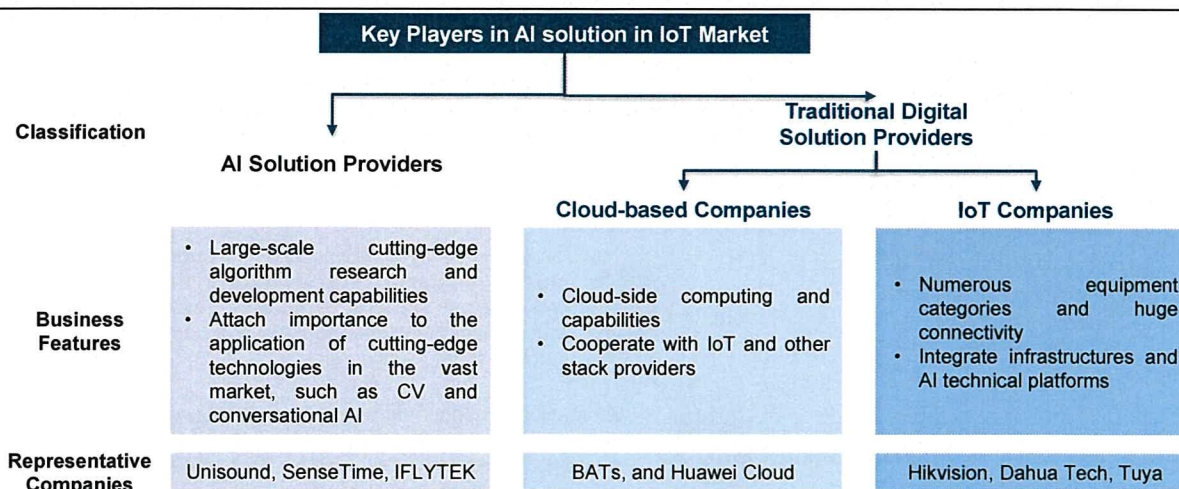 Key Players in AI solution in IoT Market
Classification
AI Solution Providers
Traditional Digital
Solution Providers
Cloud-based Companies
IoT Companies
Business
Features
• Large-scale cutting-edge
algorithm research and
development capabilities
• Attach importance to the
application of cutting-edge
technologies in the vast
market, such as CV and
conversational AI
• Cloud-side computing and
capabilities
• Cooperate with IoT and other
stack providers
• Numerous equipment
categories and huge
connectivity
• Integrate infrastructures and
AI technical platforms
Representative
Companies
Unisound, SenseTime, IFLYTEK
BATs, and Huawei Cloud
Hikvision, Dahua Tech, Tuya